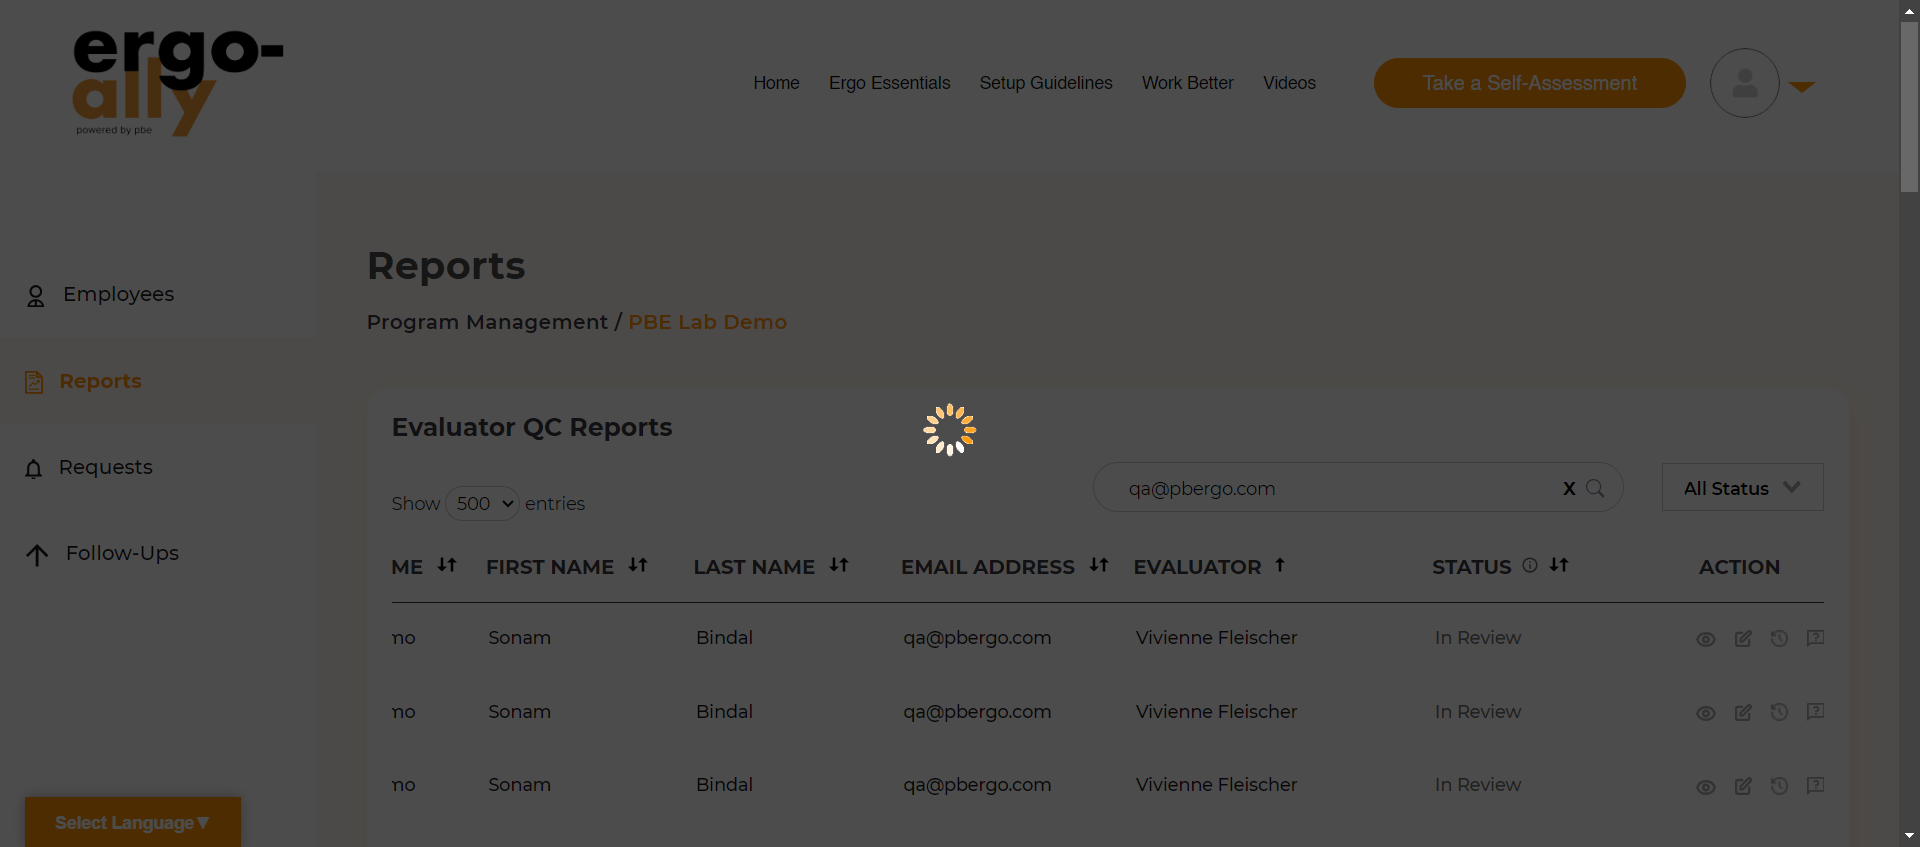 ergo-
ally
powered by pbe
Home Ergo Essentials Setup Guidelines Work Better Videos Take a Self-Assessment
Employees
Reports
Requests
Follow-Ups
Select Language▼
Reports
Program Management / PBE Lab Demo
Evaluator QC Reports
Show 500 entries
qa@pbergo.com X
All Status
ME FIRST NAME LAST NAME EMAIL ADDRESS EVALUATOR STATUS ACTION
mo Sonam Bindal qa@pbergo.com Vivienne Fleischer In Review
mo Sonam Bindal qa@pbergo.com Vivienne Fleischer In Review
mo Sonam Bindal qa@pbergo.com Vivienne Fleischer In Review